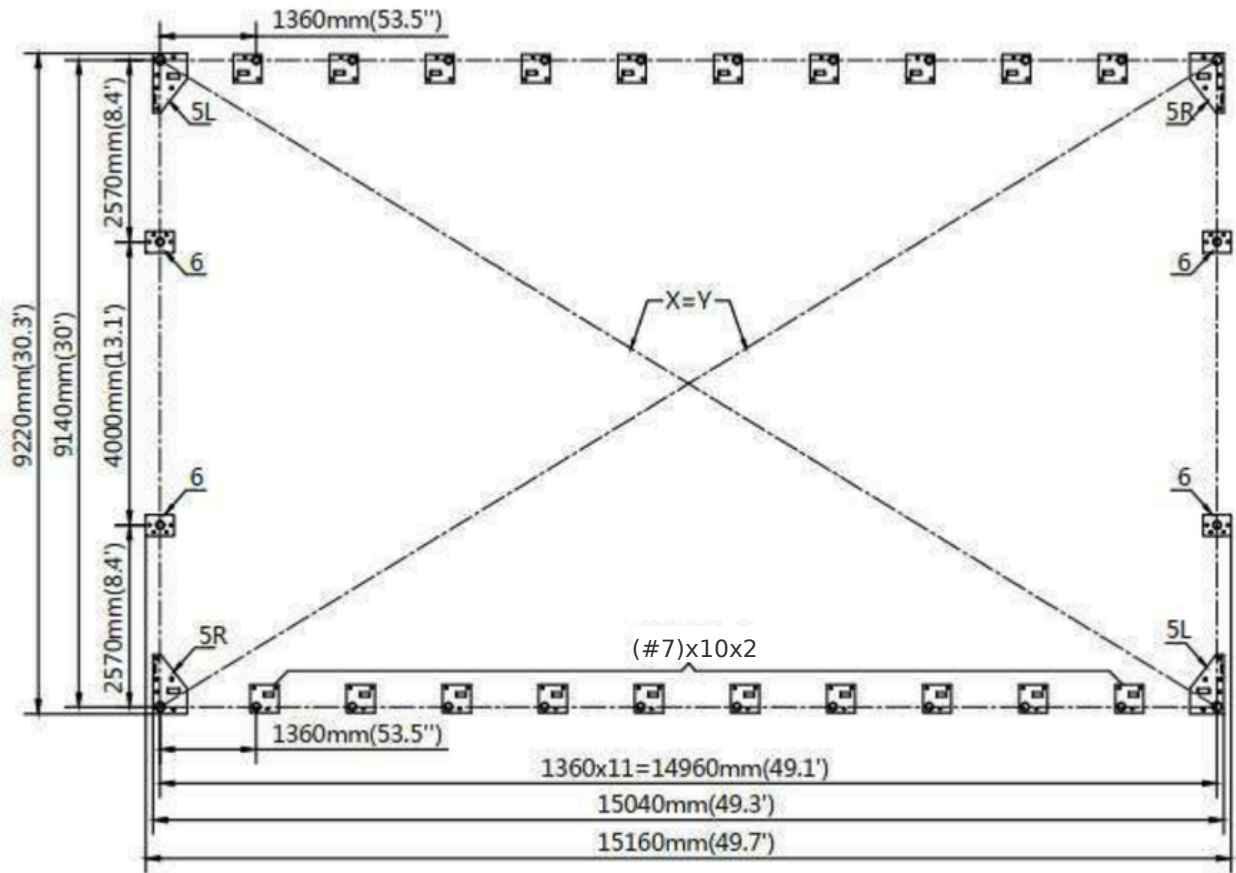 1360mm(53.5'')
5L
5R
2570mm(8.4')
6
6
X=Y
9220mm(30.3')
9140mm(30')
4000mm(13.1')
6
6
2570mm(8.4')
5R
5L
(#7)x10x2
1360mm(53.5'')
1360x11=14960mm(49.1')
15040mm(49.3')
15160mm(49.7')